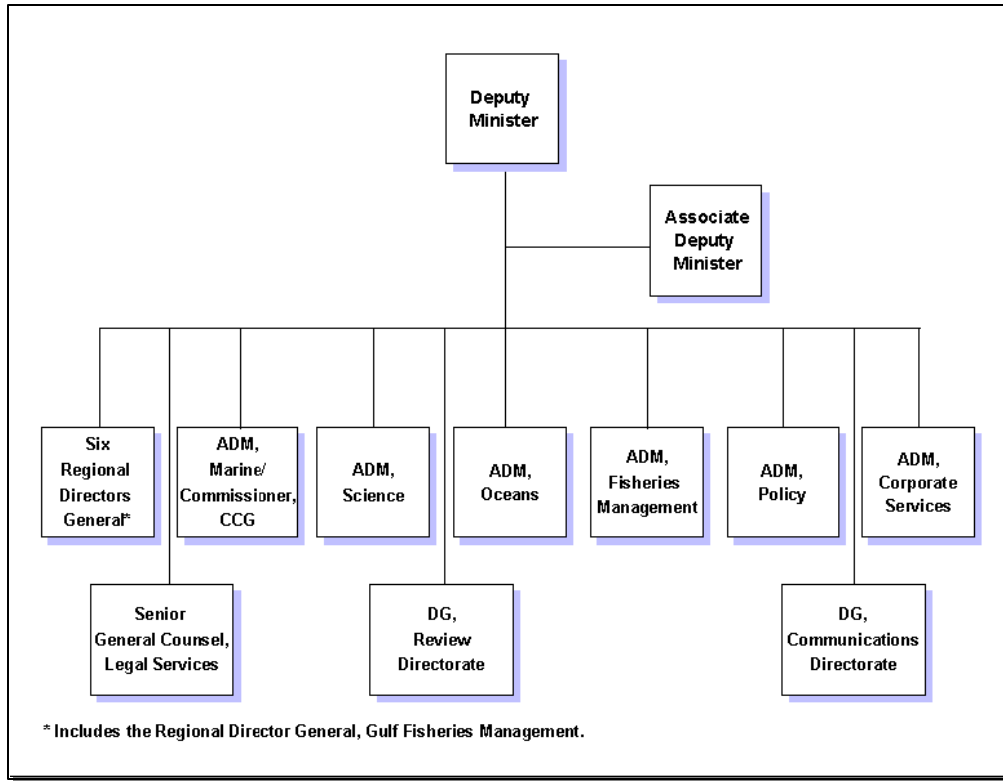 Deputy
Minister
Associate
Deputy
Minister
Six
Regional
Directors
General*
ADM,
Marine/
Commissioner,
CCG
ADM,
Science
ADM,
Oceans
ADM,
Fisheries
Management
ADM,
Policy
ADM,
Corporate
Services
Senior
General Counsel,
Legal Services
DG,
Review
Directorate
DG,
Communications
Directorate
* Includes the Regional Director General, Gulf Fisheries Management.